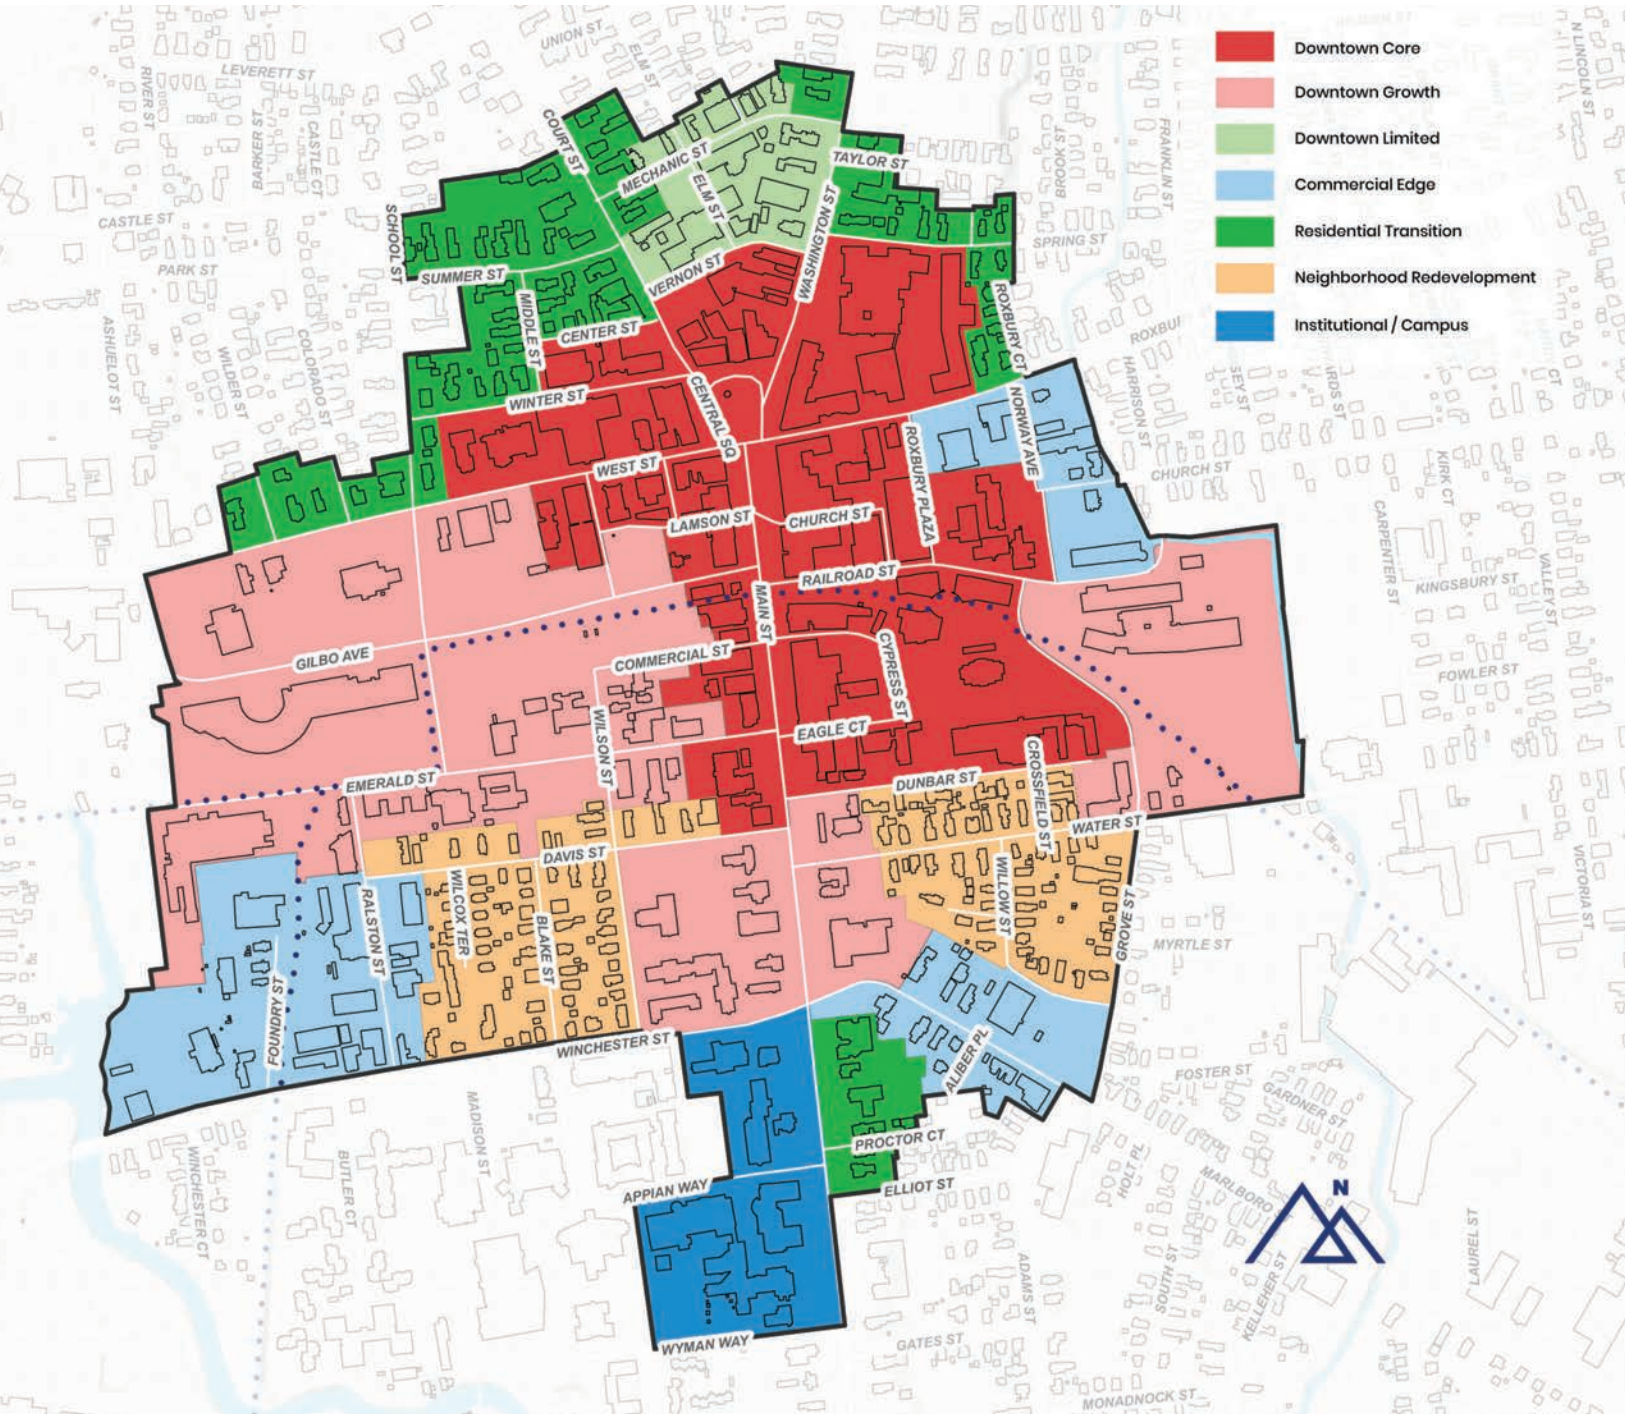 UNION ST
ELM ST
LEVERETT ST
RIVER ST
BARKER ST
CASTLE CT
N LINCOLN ST
Downtown Core
Downtown Growth
Downtown Limited
Commercial Edge
Residential Transition
Neighborhood Redevelopment
Institutional / Campus
COURT ST
MECHANIC ST
ELM ST
TAYLOR ST
BROOK ST
FRANKLIN ST
WASHINGTON ST
CASTLE ST
SCHOOL ST
PARK ST
SUMMER ST
VERNON ST
SPRING ST
ROXBURY CT
MIDDLE ST
CENTER ST
ASHUELOT ST
WILDER ST
COLORADO ST
ROXBU
HARRISON ST
WINTER ST
CENTRAL SQ
NORWAY AVE
WEST ST
ROXBURY PLAZA
CHURCH ST
KIRK CT
LAMSON ST
CHURCH ST
CARPENTER ST
RAILROAD ST
KINGSBURY ST
VALLEY ST
MAIN ST
GILBO AVE
COMMERCIAL ST
CYPRESS ST
FOWLER ST
WILSON ST
EAGLE CT
EMERALD ST
DUNBAR ST
CROSSFIELD ST
WATER ST
DAVIS ST
VICTORIA ST
RALSTON ST
WILCOX TER
BLAKE ST
WILLOW ST
GROVE ST
MYRTLE ST
FOUNDRY ST
WINCHESTER ST
ALIBER PL
FOSTER ST
GARDNER ST
MADISON ST
WINCHESTER CT
BUTLER CT
PROCTOR CT
HOLT PL
MARLBORO
APPIAN WAY
ELLIOT ST
N
ADAMS ST
SOUTH ST
KELLEHER ST
LAUREL ST
WYMAN WAY
GATES ST
MONADNOCK ST